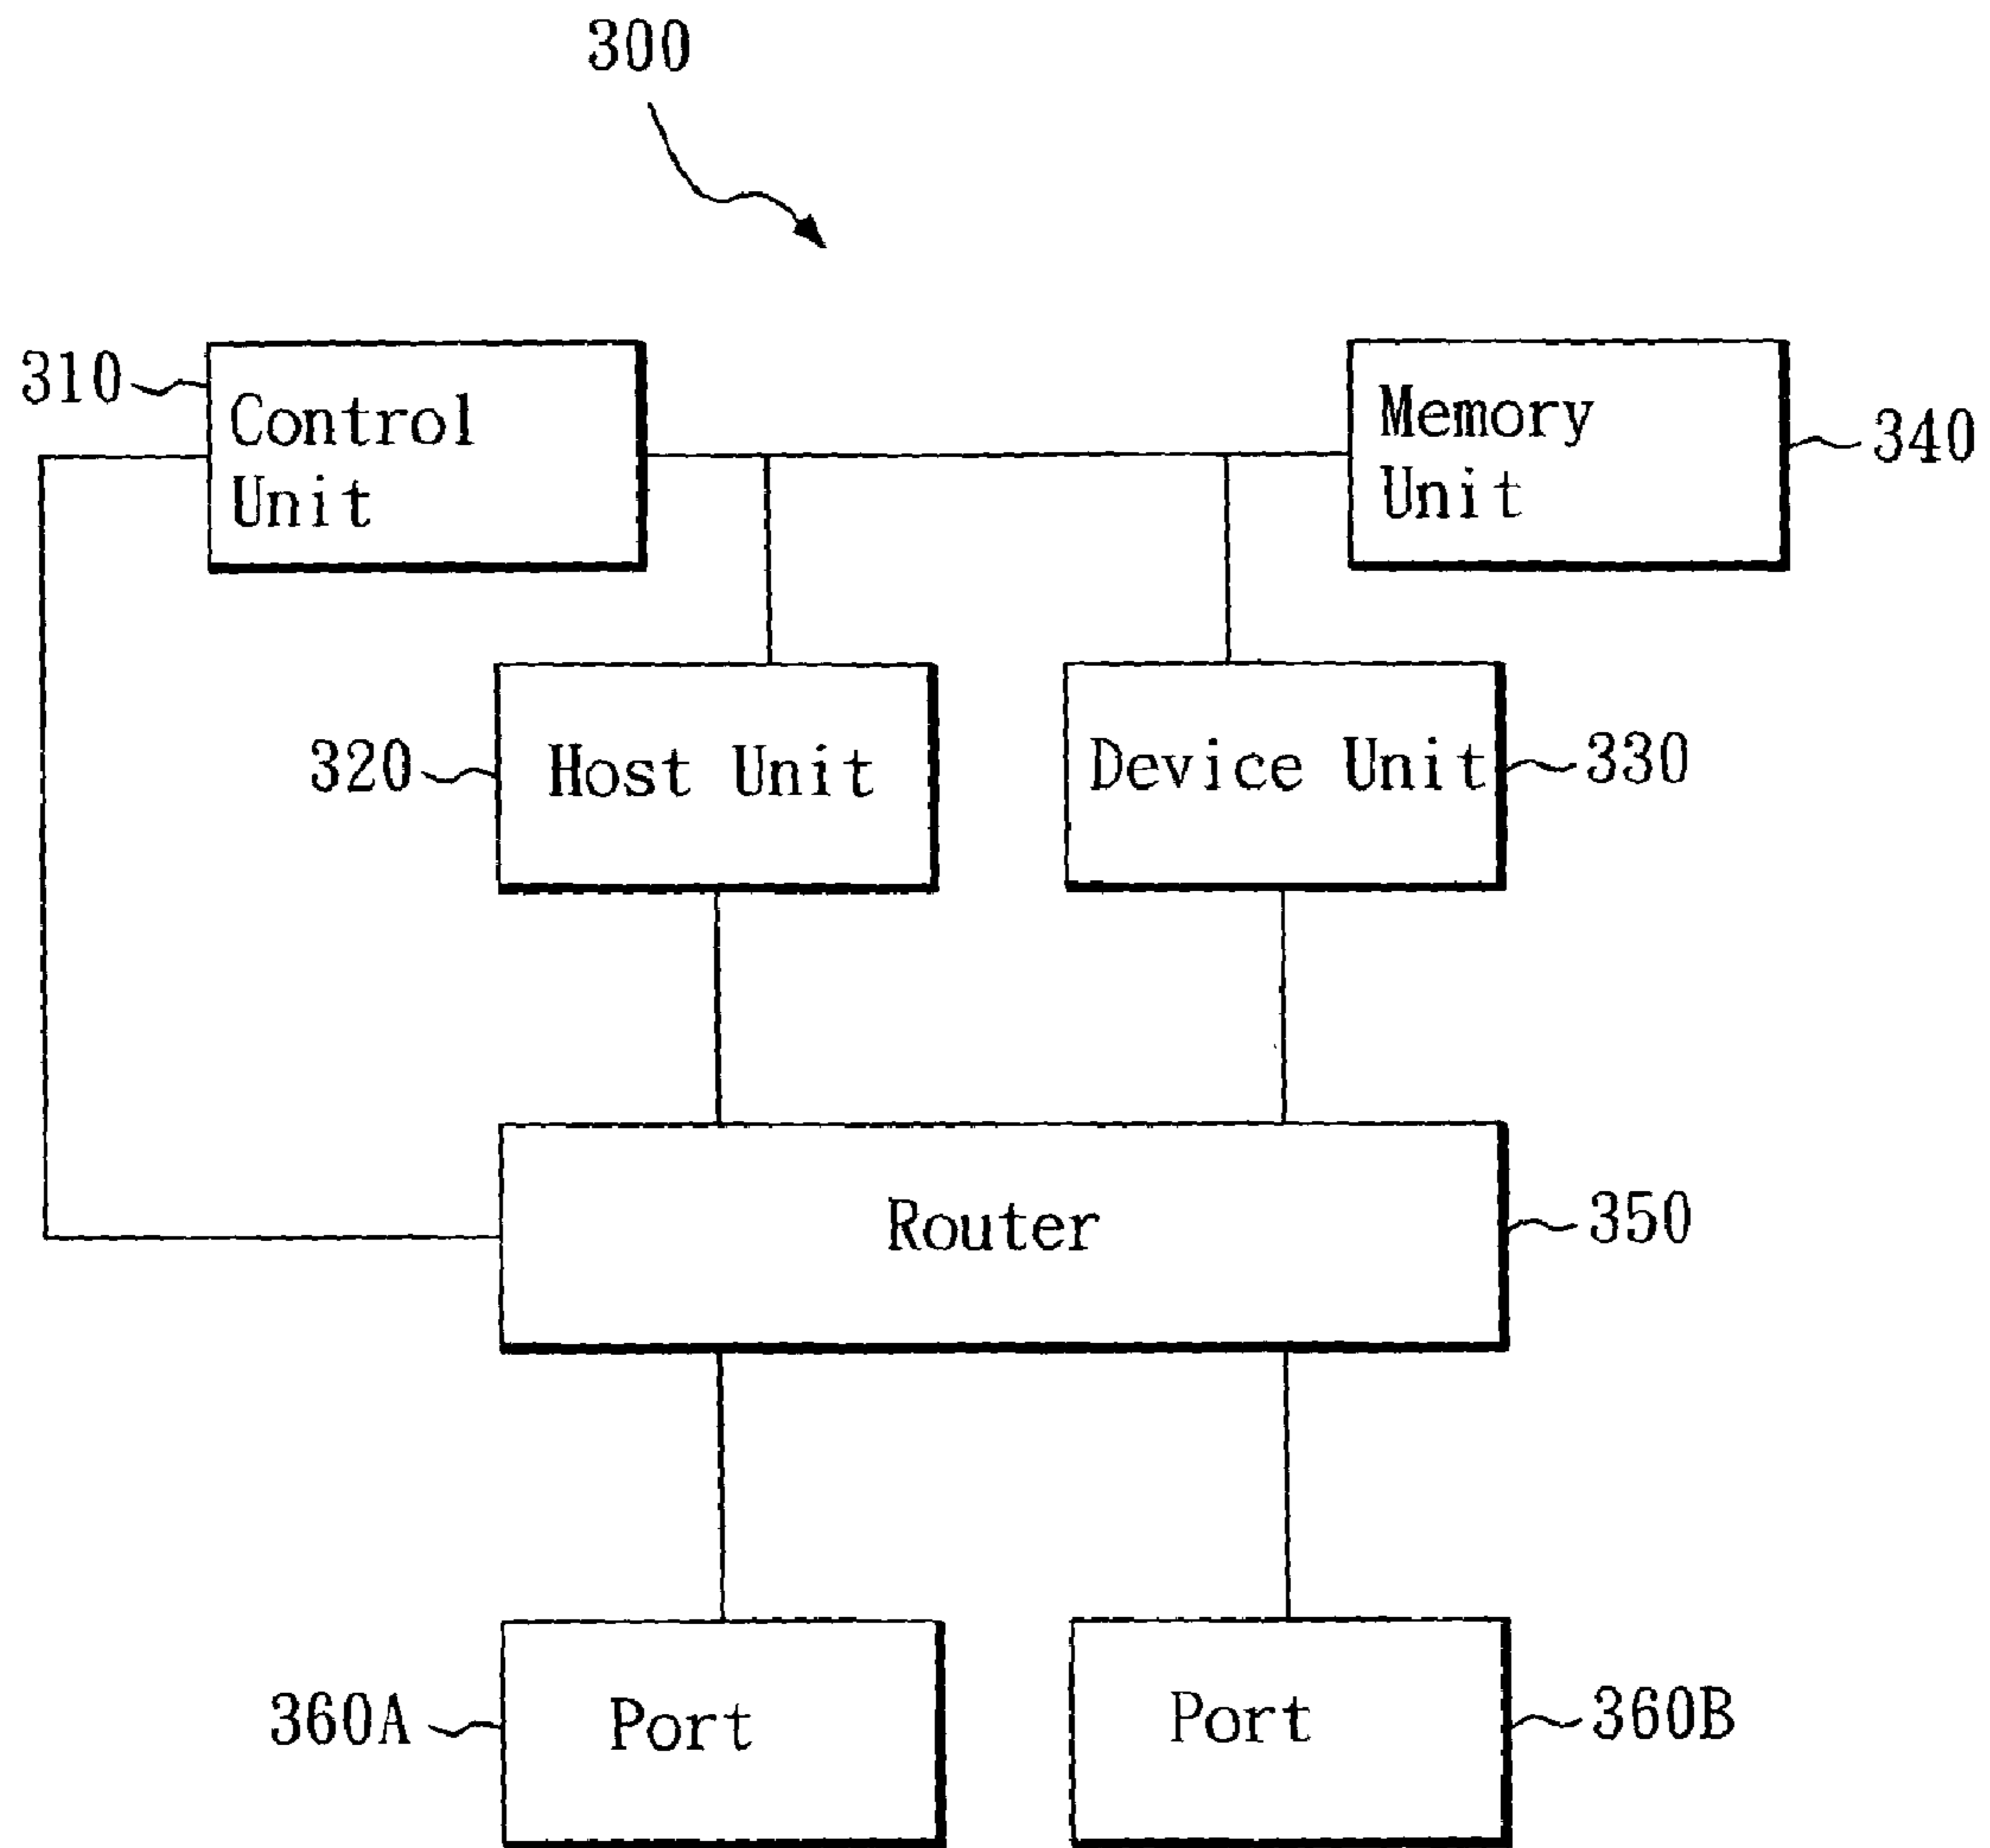 300
310
Control
Unit
Memory
Unit
340
320
Host Unit
Device Unit
330
Router
350
360A
Port
Port
360B